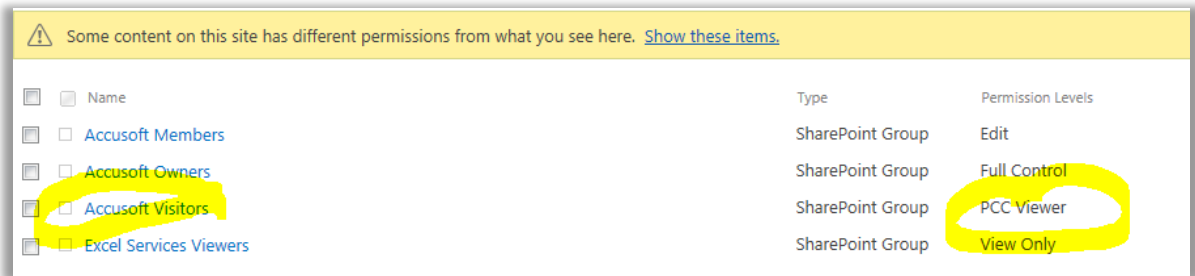 Some content on this site has different permissions from what you see here. Show these items.
Name Type Permission Levels
Accusoft Members SharePoint Group Edit
Accusoft Owners SharePoint Group Full Control
Accusoft Visitors SharePoint Group PCC Viewer
Excel Services Viewers SharePoint Group View Only